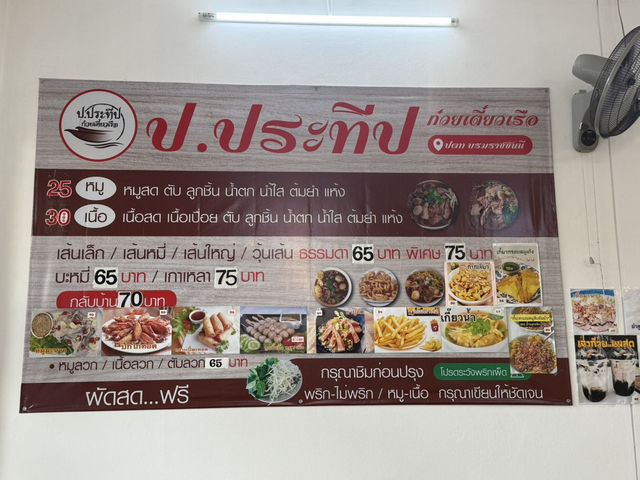 ป.ประทีป
ก๋วยเตี๋ยวเรือ
ป.ประทีป
ก๋วยเตี๋ยวเรือ
ปตท บรมราชชนนี
25 หมู หมูสด ตับ ลูกชิ้น น้ำตก น้ำใส ต้มยำ แห้ง
30 เนื้อ เนื้อสด เนื้อเปื่อย ตับ ลูกชิ้น น้ำตก น้ำใส ต้มยำ แห้ง
เส้นเล็ก / เส้นหมี่ / เส้นใหญ่ / วุ้นเส้น ธรรมดา 65 บาท พิเศษ 75 บาท
บะหมี่ 65 บาท / เกาเหลา 75 บาท
กลับบ้าน 70 บาท
ปีกไก่ทอด
เกี๊ยวน้ำ
• หมูลวก / เนื้อลวก / ตับลวก 65 บาท
ผัดสด...ฟรี
กรุณาชิมก่อนปรุง
โปรดระวังพริกเผ็ด
พริก-ไม่พริก / หมู-เนื้อ กรุณาเขียนให้ชัดเจน